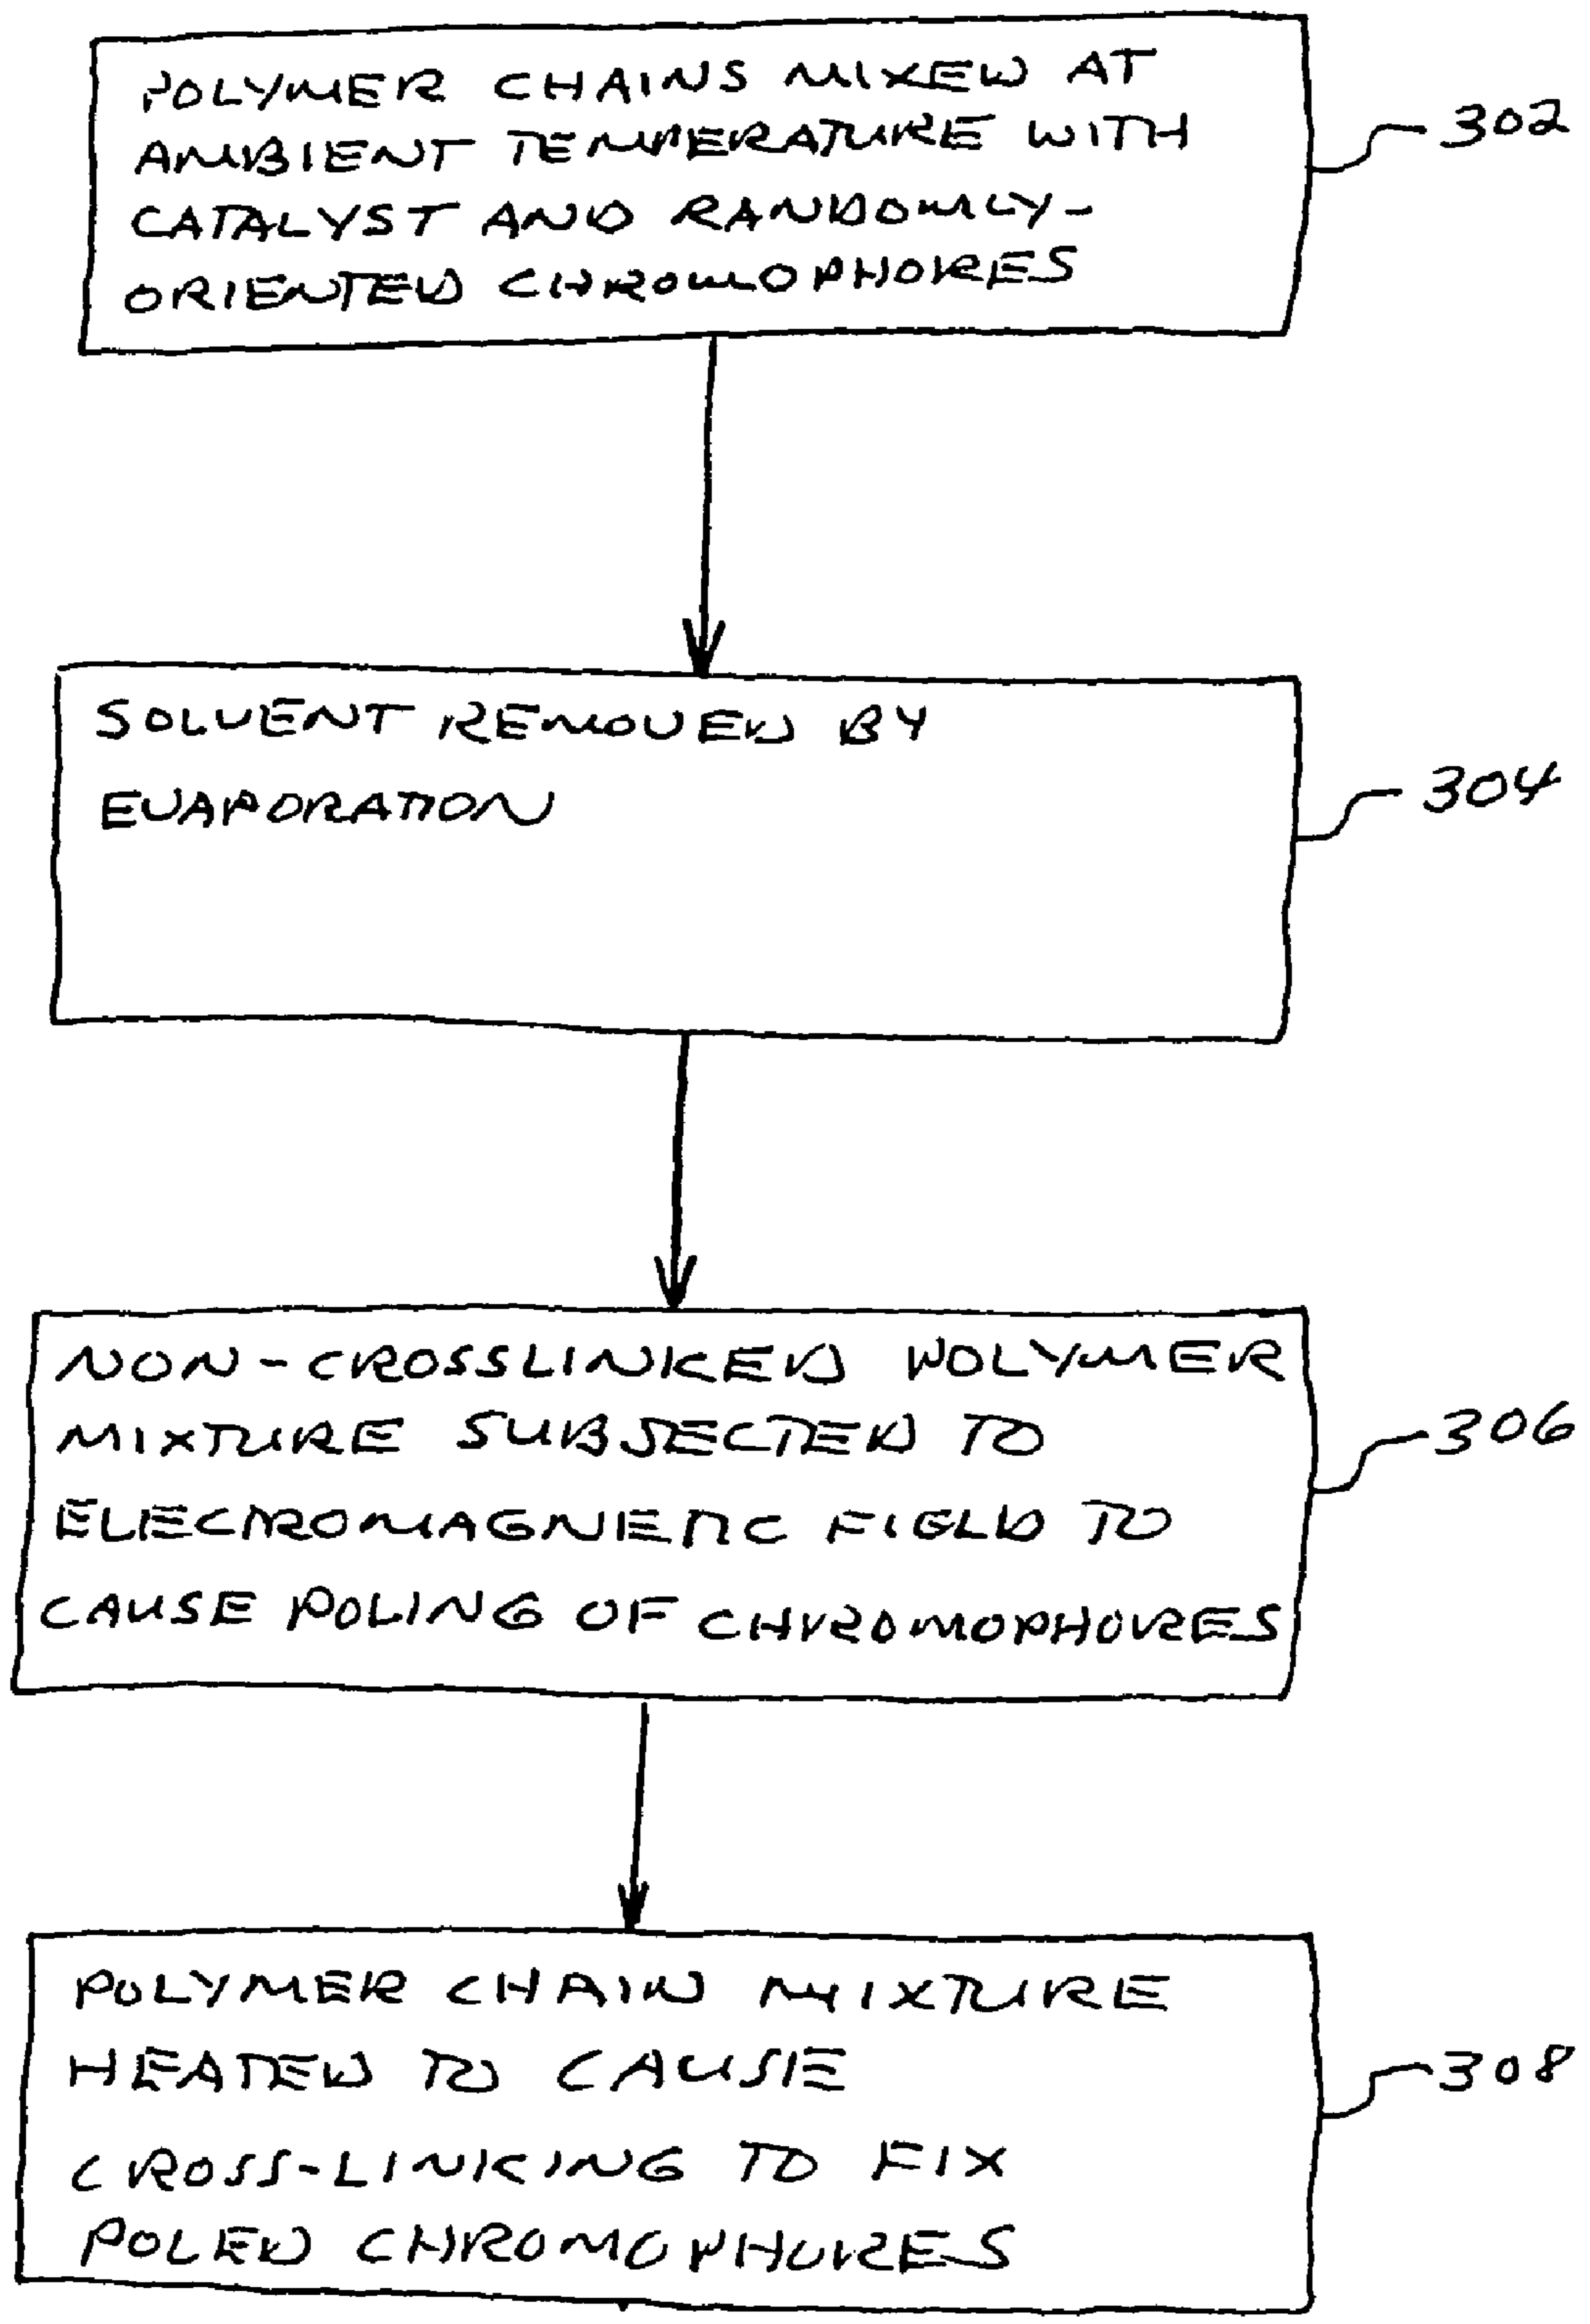 POLYMER CHAINS MIXED AT
AMBIENT TEMPERATURE WITH
CATALYST AND RANDOMLY-
ORIENTED CHROMOPHORES
302
SOLVENT REMOVED BY
EVAPORATION
304
NON-CROSSLINKED POLYMER
MIXTURE SUBJECTED TO
ELECTROMAGNETIC FIELD TO
CAUSE POLING OF CHROMOPHORES
306
POLYMER CHAIN MIXTURE
HEATED TO CAUSE
CROSS-LINKING TO FIX
POLED CHROMOPHORES
308